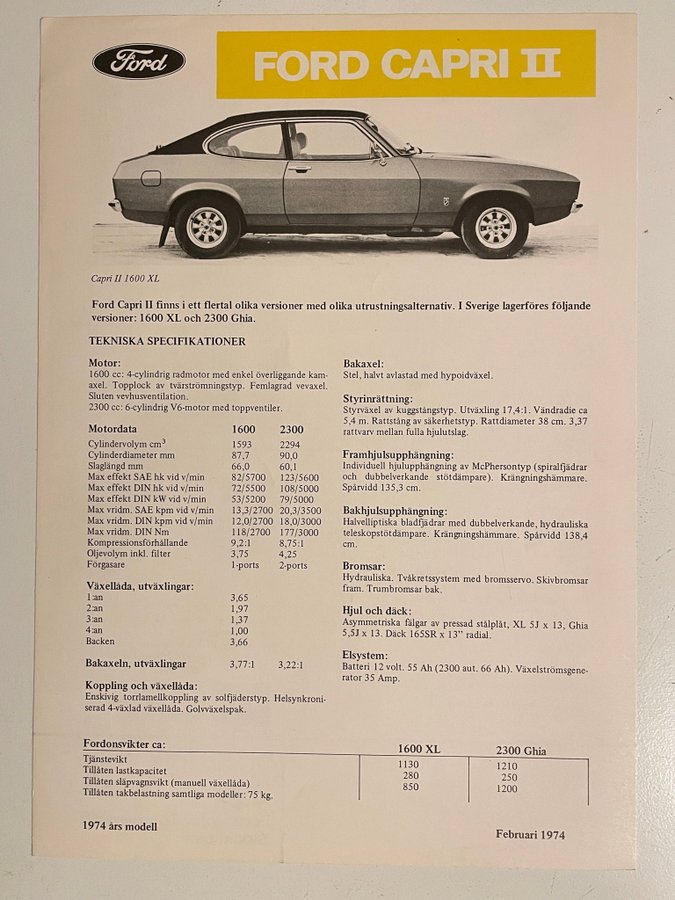 Ford
FORD CAPRI II
Capri II 1600 XL
Ford Capri II finns i ett flertal olika versioner med olika utrustningsalternativ. I Sverige lagerföres följande
versioner: 1600 XL och 2300 Ghia.
TEKNISKA SPECIFIKATIONER
Motor:
1600 cc: 4-cylindrig radmotor med enkel överliggande kam-
axel. Topplock av tvärströmningstyp. Femlagrad vevaxel.
Sluten vevhusventilation.
2300 cc: 6-cylindrig V6-motor med toppventiler.
Motordata 1600 2300
Cylindervolym cm³ 1593 2294
Cylinderdiameter mm 87,7 90,0
Slaglängd mm 66,0 60,1
Max effekt SAE hk vid v/min 82/5700 123/5600
Max effekt DIN hk vid v/min 72/5500 108/5000
Max effekt DIN kW vid v/min 53/5200 79/5000
Max vridm. SAE kpm vid v/min 13,3/2700 20,3/3500
Max vridm. DIN kpm vid v/min 12,0/2700 18,0/3000
Max vridm. DIN Nm 118/2700 177/3000
Kompressionsförhållande 9,2:1 8,75:1
Oljevolym inkl. filter 3,75 4,25
Förgasare 1-ports 2-ports
Växellåda, utväxlingar:
1:an 3,65
2:an 1,97
3:an 1,37
4:an 1,00
Backen 3,66
Bakaxeln, utväxlingar 3,77:1 3,22:1
Koppling och växellåda:
Enskivig torrlamellkoppling av solfjäderstyp. Helsynkroni-
serad 4-växlad växellåda. Golvväxelspak.
Bakaxel:
Stel, halvt avlastad med hypoidväxel.
Styrinrättning:
Styrväxel av kuggstångstyp. Utväxling 17,4:1. Vändradie ca
5,4 m. Rattstång av säkerhetstyp. Rattdiameter 38 cm. 3,37
rattvarv mellan fulla hjulutslag.
Framhjulsupphängning:
Individuell hjulupphängning av McPhersontyp (spiralfjädrar
och dubbelverkande stötdämpare). Krängningshämmare.
Spårvidd 135,3 cm.
Bakhjulsupphängning:
Halvelliptiska bladfjädrar med dubbelverkande, hydrauliska
teleskopstötdämpare. Krängningshämmare. Spårvidd 138,4
cm.
Bromsar:
Hydrauliska. Tvåkretssystem med bromsservo. Skivbromsar
fram. Trumbromsar bak.
Hjul och däck:
Asymmetriska fälgar av pressad stålplåt, XL 5J x 13, Ghia
5,5J x 13. Däck 165SR x 13” radial.
Elsystem:
Batteri 12 volt. 55 Ah (2300 aut. 66 Ah). Växelströmsgene-
rator 35 Amp.
Fordonsvikter ca: 1600 XL 2300 Ghia
Tjänstevikt 1130 1210
Tillåten lastkapacitet 280 250
Tillåten släpvagnsvikt (manuell växellåda) 850 1200
Tillåten takbelastning samtliga modeller: 75 kg.
1974 års modell
Februari 1974